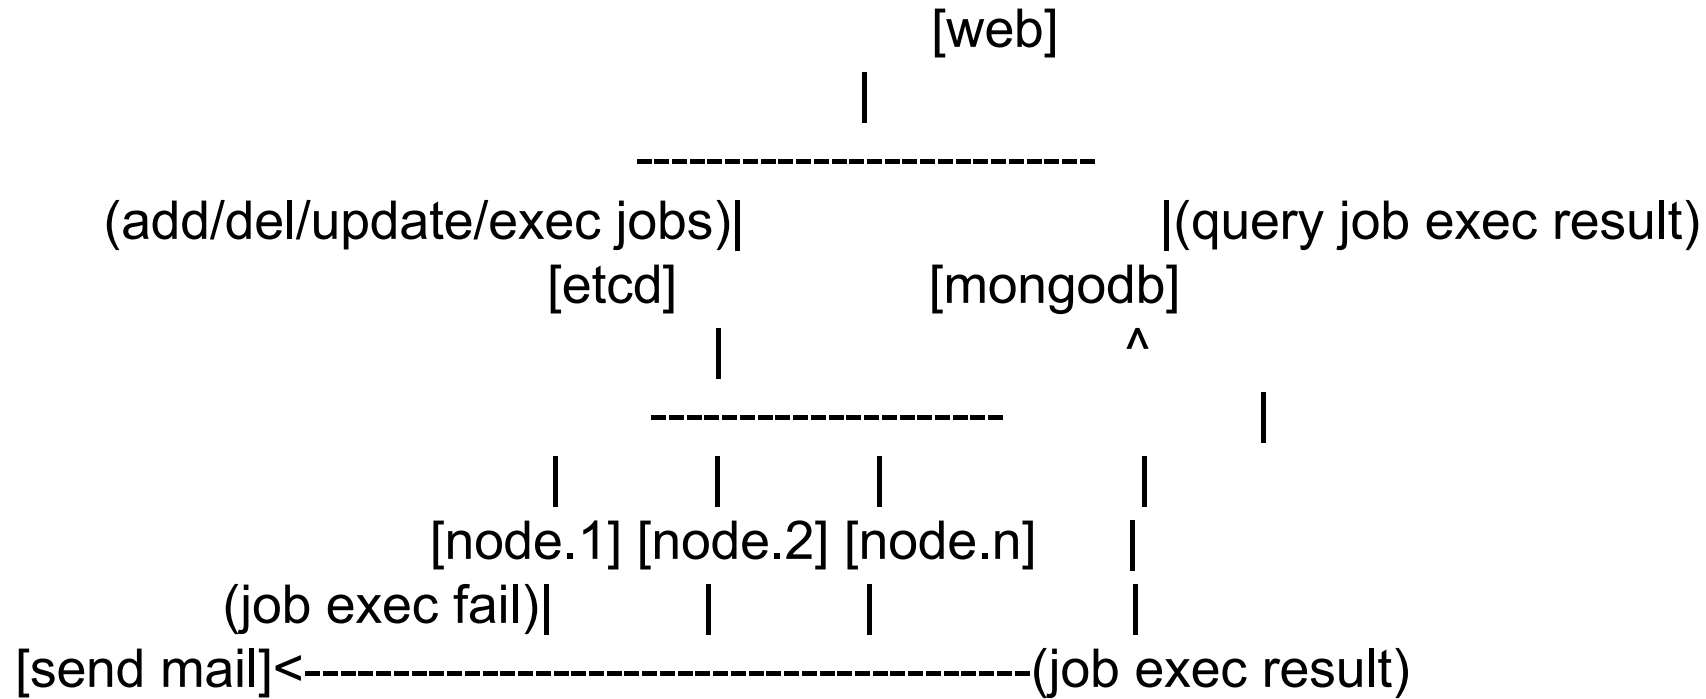 [web]
|
--------------------------
(add/del/update/exec jobs)| |(query job exec result)
[etcd] [mongodb]
| ^
-------------------- |
| | | |
[node.1] [node.2] [node.n] |
(job exec fail)| | | |
[send mail]<-----------------------------------------(job exec result)